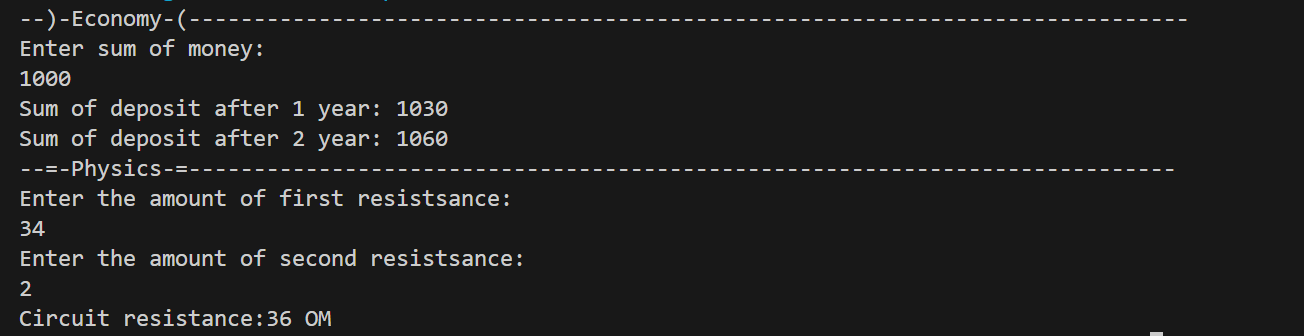 --)-Economy-(-----------------------------------------------------------------------------
Enter sum of money:
1000
Sum of deposit after 1 year: 1030
Sum of deposit after 2 year: 1060
--=-Physics-=----------------------------------------------------------------------------
Enter the amount of first resistsance:
34
Enter the amount of second resistsance:
2
Circuit resistance:36 OM